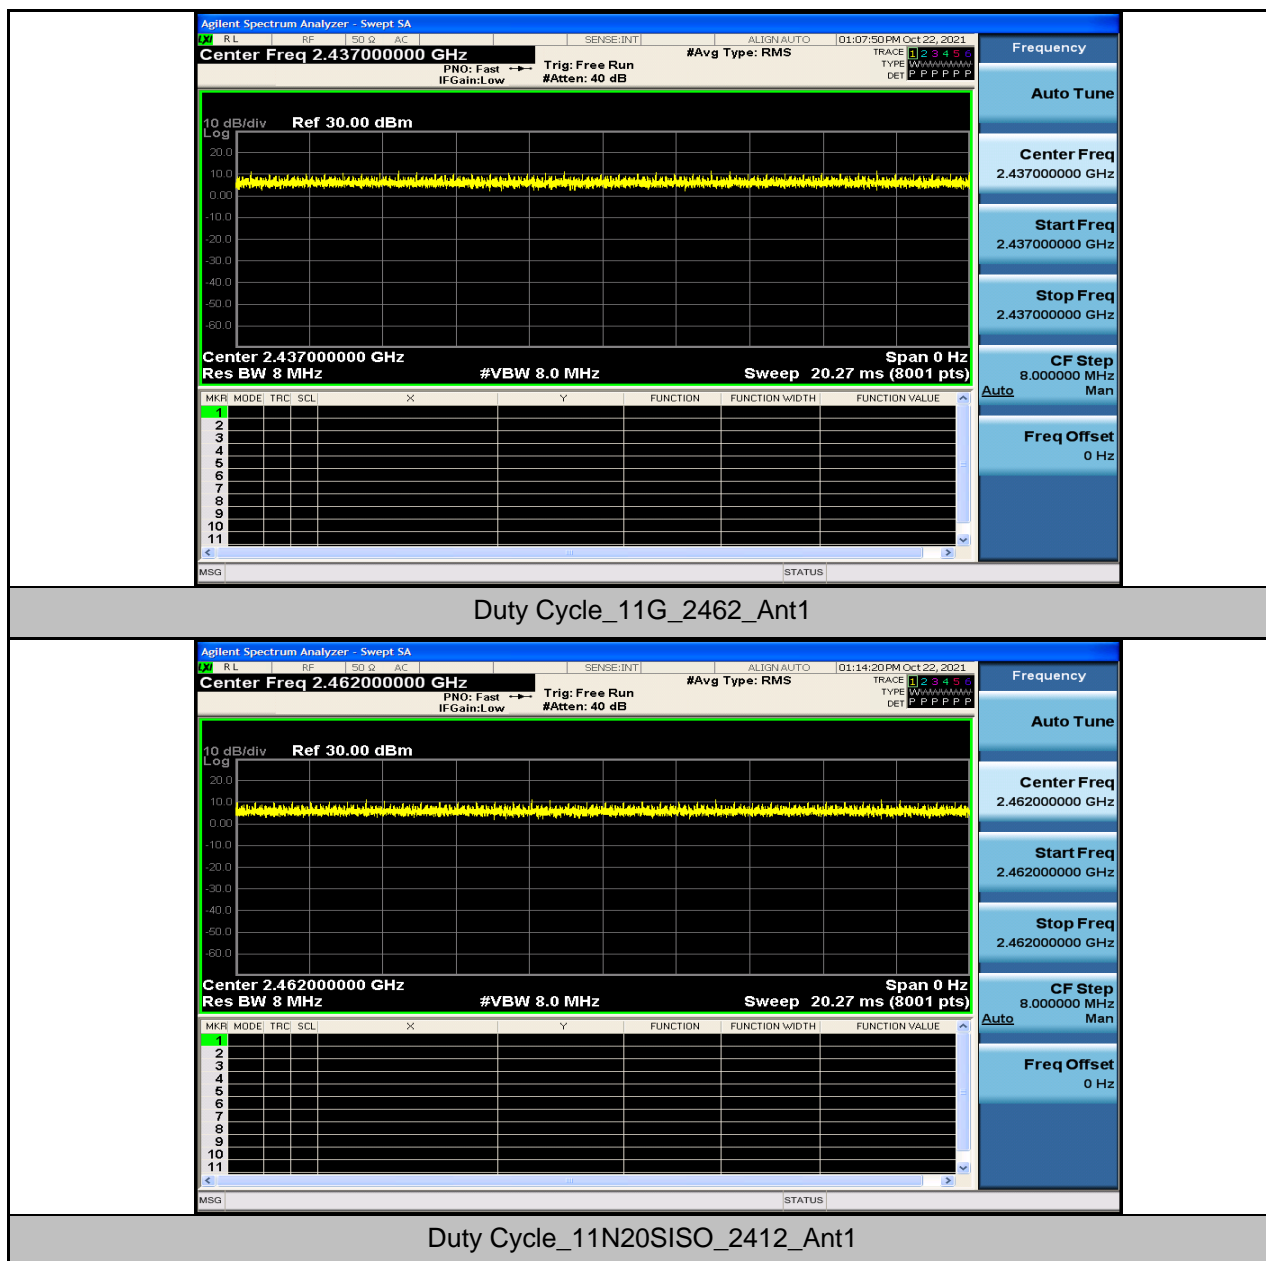 Agilent Spectrum Analyzer - Swept SA
LXI RL RF 50 Ω AC SENSE:INT ALIGN AUTO 01:07:50 PM Oct 22, 2021
Center Freq 2.437000000 GHz
PNO: Fast
IFGain:Low
Trig: Free Run
#Atten: 40 dB
#Avg Type: RMS
TRACE 1 2 3 4 5 6
TYPE
DET P P P P P P
10 dB/div Ref 30.00 dBm
Log
20.0
10.0
0.00
-10.0
-20.0
-30.0
-40.0
-50.0
-60.0
Center 2.437000000 GHz Span 0 Hz
Res BW 8 MHz #VBW 8.0 MHz Sweep 20.27 ms (8001 pts)
MKR MODE TRC SCL X Y FUNCTION FUNCTION WIDTH FUNCTION VALUE
1
2
3
4
5
6
7
8
9
10
11
MSG STATUS
Frequency
Auto Tune
Center Freq
2.437000000 GHz
Start Freq
2.437000000 GHz
Stop Freq
2.437000000 GHz
CF Step
8.000000 MHz
Auto Man
Freq Offset
0 Hz
Duty Cycle_11G_2462_Ant1
Agilent Spectrum Analyzer - Swept SA
LXI RL RF 50 Ω AC SENSE:INT ALIGN AUTO 01:14:20 PM Oct 22, 2021
Center Freq 2.462000000 GHz
PNO: Fast
IFGain:Low
Trig: Free Run
#Atten: 40 dB
#Avg Type: RMS
TRACE 1 2 3 4 5 6
TYPE
DET P P P P P P
10 dB/div Ref 30.00 dBm
Log
20.0
10.0
0.00
-10.0
-20.0
-30.0
-40.0
-50.0
-60.0
Center 2.462000000 GHz Span 0 Hz
Res BW 8 MHz #VBW 8.0 MHz Sweep 20.27 ms (8001 pts)
MKR MODE TRC SCL X Y FUNCTION FUNCTION WIDTH FUNCTION VALUE
1
2
3
4
5
6
7
8
9
10
11
MSG STATUS
Frequency
Auto Tune
Center Freq
2.462000000 GHz
Start Freq
2.462000000 GHz
Stop Freq
2.462000000 GHz
CF Step
8.000000 MHz
Auto Man
Freq Offset
0 Hz
Duty Cycle_11N20SISO_2412_Ant1